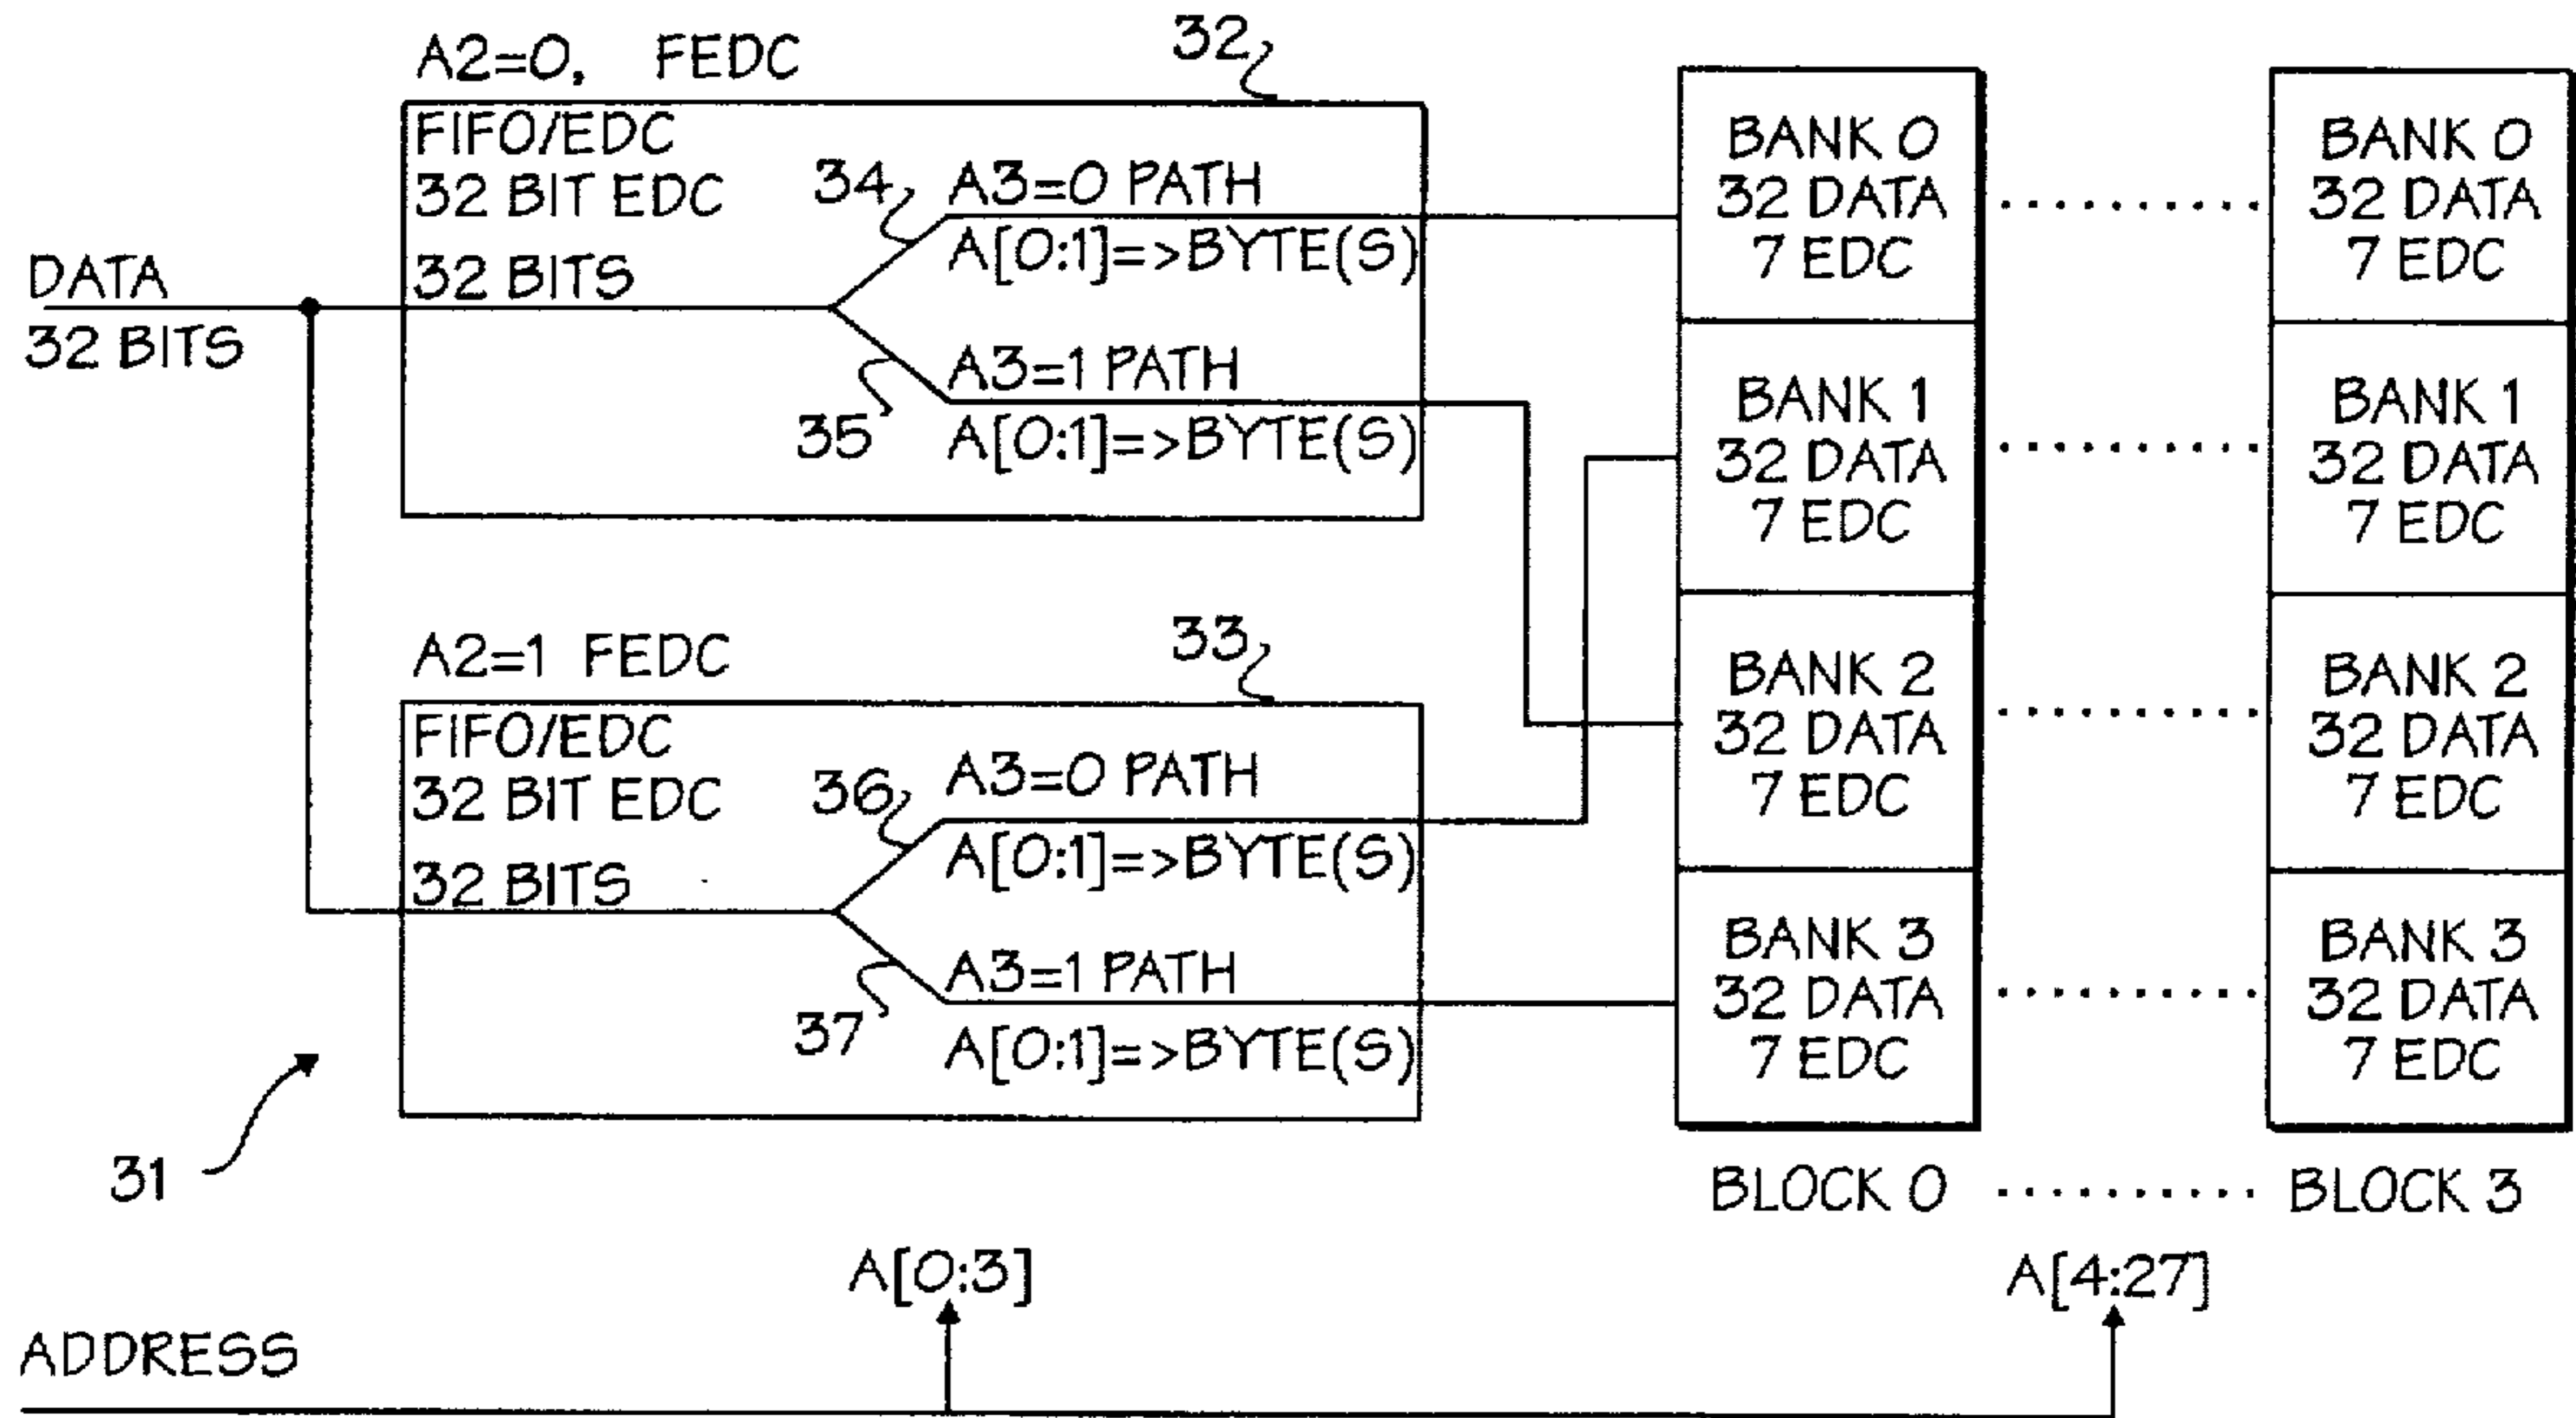 A2=0, FEDC
32
FIFO/EDC
32 BIT EDC
32 BITS
34
A3=0 PATH
A[0:1]=>BYTE(S)
35
A3=1 PATH
A[0:1]=>BYTE(S)
DATA
32 BITS
A2=1 FEDC
33
FIFO/EDC
32 BIT EDC
32 BITS
36
A3=0 PATH
A[0:1]=>BYTE(S)
37
A3=1 PATH
A[0:1]=>BYTE(S)
31
BANK 0
32 DATA
7 EDC
BANK 1
32 DATA
7 EDC
BANK 2
32 DATA
7 EDC
BANK 3
32 DATA
7 EDC
BLOCK 0
BANK 0
32 DATA
7 EDC
BANK 1
32 DATA
7 EDC
BANK 2
32 DATA
7 EDC
BANK 3
32 DATA
7 EDC
BLOCK 3
A[0:3]
A[4:27]
ADDRESS